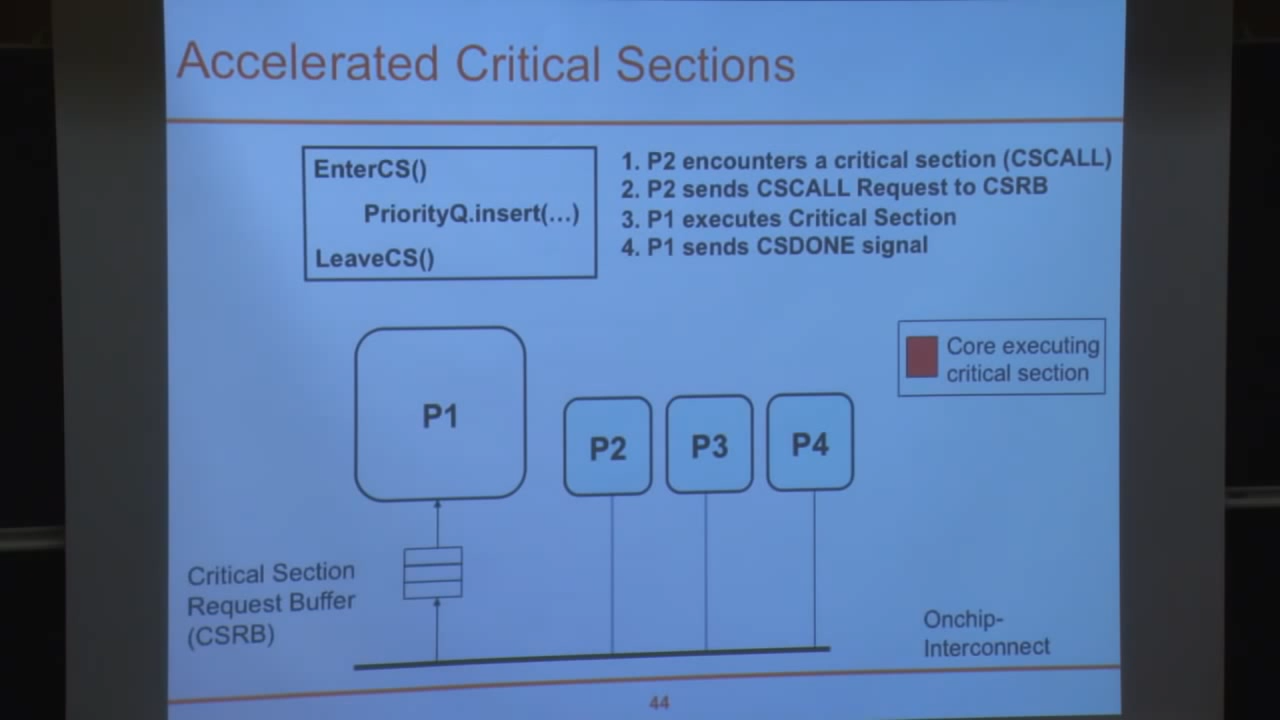 Accelerated Critical Sections
EnterCS()
PriorityQ.insert(...)
LeaveCS()
1. P2 encounters a critical section (CSCALL)
2. P2 sends CSCALL Request to CSRB
3. P1 executes Critical Section
4. P1 sends CSDONE signal
Core executing
critical section
P1
P2
P3
P4
Critical Section
Request Buffer
(CSRB)
Onchip-
Interconnect
44